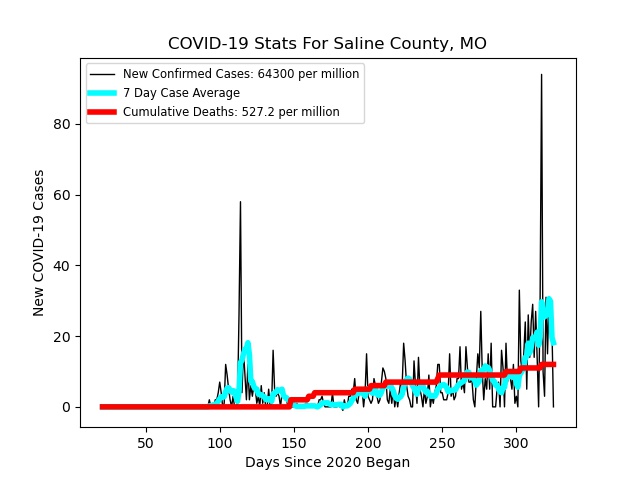 COVID-19 Stats For Saline County, MO
New Confirmed Cases: 64300 per million
7 Day Case Average
Cumulative Deaths: 527.2 per million
New COVID-19 Cases
80
60
40
20
0
50 100 150 200 250 300
Days Since 2020 Began